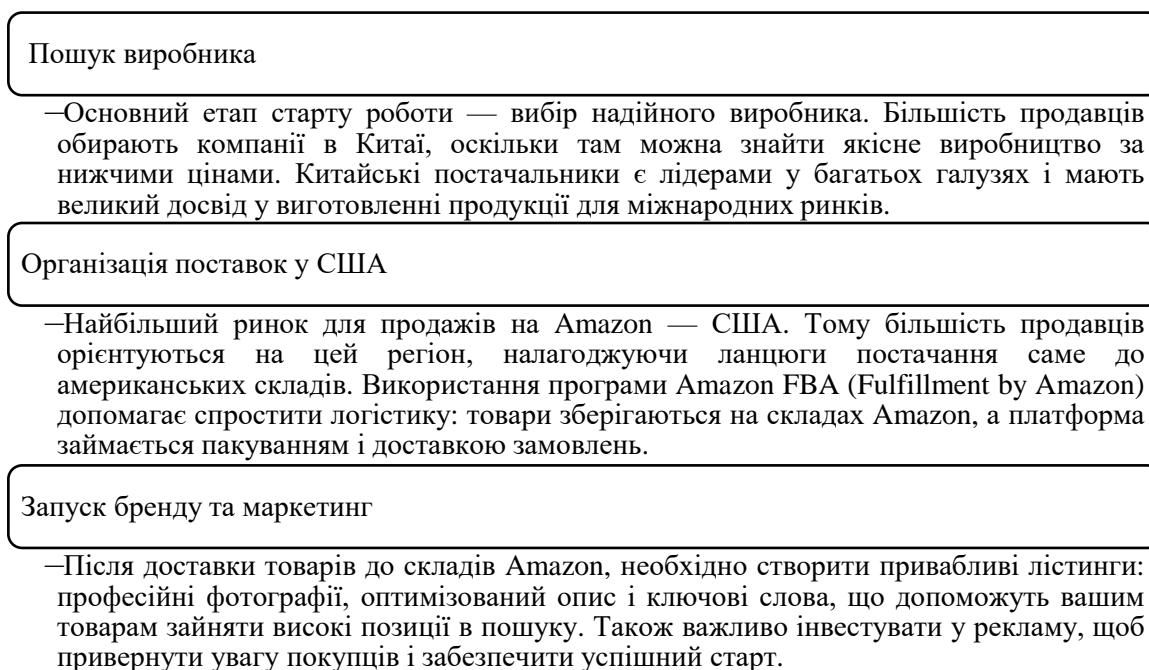 Пошук виробника
–Основний етап старту роботи — вибір надійного виробника. Більшість продавців
обирають компанії в Китаї, оскільки там можна знайти якісне виробництво за
нижчими цінами. Китайські постачальники є лідерами у багатьох галузях і мають
великий досвід у виготовленні продукції для міжнародних ринків.
Організація поставок у США
–Найбільший ринок для продажів на Amazon — США. Тому більшість продавців
орієнтуються на цей регіон, налагоджуючи ланцюги постачання саме до
американських складів. Використання програми Amazon FBA (Fulfillment by Amazon)
допомагає спростити логістику: товари зберігаються на складах Amazon, а платформа
займається пакуванням і доставкою замовлень.
Запуск бренду та маркетинг
–Після доставки товарів до складів Amazon, необхідно створити привабливі лістинги:
професійні фотографії, оптимізований опис і ключові слова, що допоможуть вашим
товарам зайняти високі позиції в пошуку. Також важливо інвестувати у рекламу, щоб
привернути увагу покупців і забезпечити успішний старт.